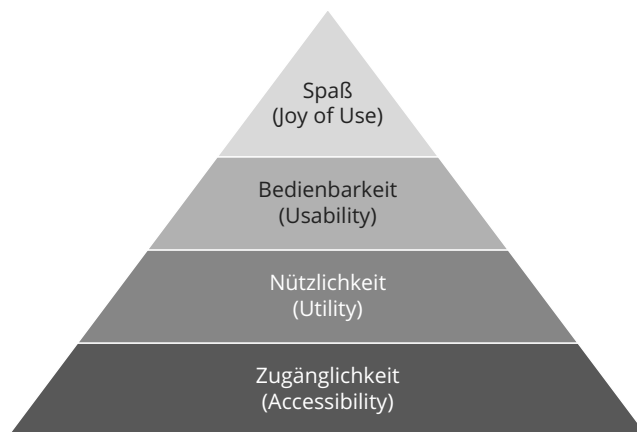 Spaß
(Joy of Use)
Bedienbarkeit
(Usability)
Nützlichkeit
(Utility)
Zugänglichkeit
(Accessibility)